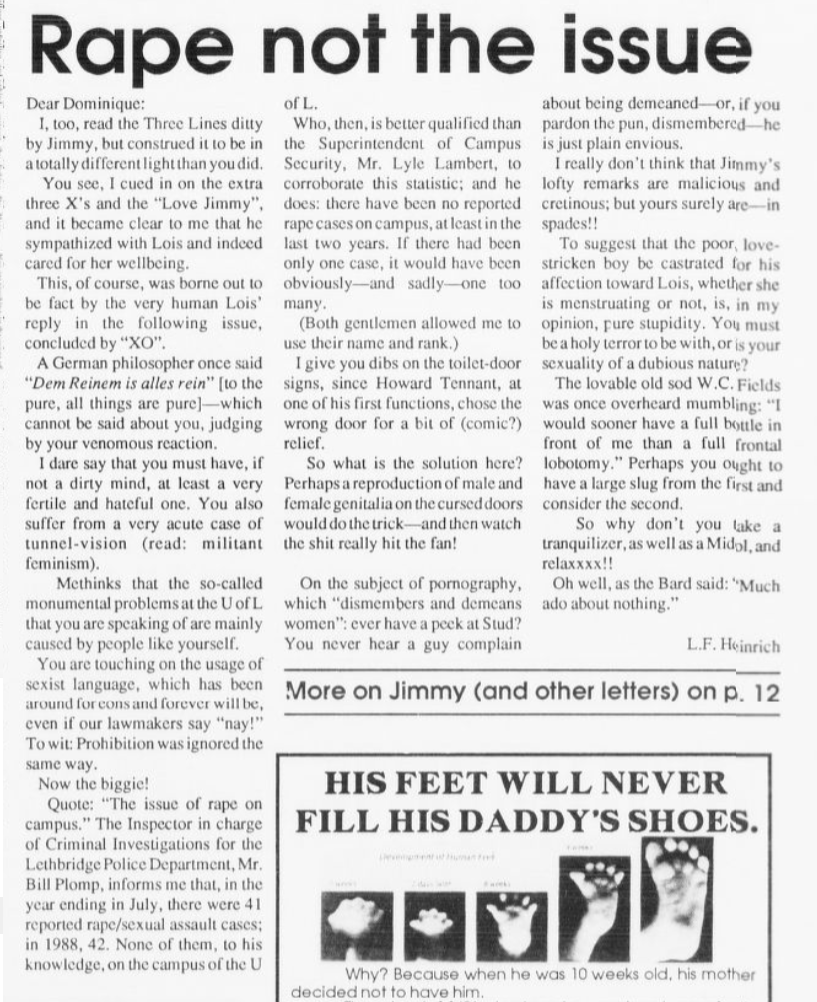 Rape not the issue
Dear Dominique:
I, too, read the Three Lines ditty
by Jimmy, but construed it to be in
a totally different light than you did.
You see, I cued in on the extra
three X's and the "Love Jimmy",
and it became clear to me that he
sympathized with Lois and indeed
cared for her wellbeing.
This, of course, was borne out to
be fact by the very human Lois'
reply in the following issue,
concluded by "XO".
A German philosopher once said
"Dem Reinem is alles rein" [to the
pure, all things are pure]—which
cannot be said about you, judging
by your venomous reaction.
I dare say that you must have, if
not a dirty mind, at least a very
fertile and hateful one. You also
suffer from a very acute case of
tunnel-vision (read: militant
feminism).
Methinks that the so-called
monumental problems at the U of L
that you are speaking of are mainly
caused by people like yourself.
You are touching on the usage of
sexist language, which has been
around for eons and forever will be,
even if our lawmakers say "nay!"
To wit: Prohibition was ignored the
same way.
Now the biggie!
Quote: "The issue of rape on
campus." The Inspector in charge
of Criminal Investigations for the
Lethbridge Police Department, Mr.
Bill Plomp, informs me that, in the
year ending in July, there were 41
reported rape/sexual assault cases;
in 1988, 42. None of them, to his
knowledge, on the campus of the U
of L.
Who, then, is better qualified than
the Superintendent of Campus
Security, Mr. Lyle Lambert, to
corroborate this statistic; and he
does: there have been no reported
rape cases on campus, at least in the
last two years. If there had been
only one case, it would have been
obviously—and sadly—one too
many.
(Both gentlemen allowed me to
use their name and rank.)
I give you dibs on the toilet-door
signs, since Howard Tennant, at
one of his first functions, chose the
wrong door for a bit of (comic?)
relief.
So what is the solution here?
Perhaps a reproduction of male and
female genitalia on the cursed doors
would do the trick—and then watch
the shit really hit the fan!
On the subject of pornography,
which "dismembers and demeans
women": ever have a peek at Stud?
You never hear a guy complain
about being demeaned—or, if you
pardon the pun, dismembered—he
is just plain envious.
I really don't think that Jimmy's
lofty remarks are malicious and
cretinous; but yours surely are—in
spades!!
To suggest that the poor, love-
stricken boy be castrated for his
affection toward Lois, whether she
is menstruating or not, is, in my
opinion, pure stupidity. You must
be a holy terror to be with, or is your
sexuality of a dubious nature?
The lovable old sod W.C. Fields
was once overheard mumbling: "I
would sooner have a full bottle in
front of me than a full frontal
lobotomy." Perhaps you ought to
have a large slug from the first and
consider the second.
So why don't you take a
tranquilizer, as well as a Midol, and
relaxxxx!!
Oh well, as the Bard said: "Much
ado about nothing."
L.F. Heinrich
More on Jimmy (and other letters) on p. 12
HIS FEET WILL NEVER
FILL HIS DADDY'S SHOES.
Development of Human Feet
Why? Because when he was 10 weeks old, his mother
decided not to have him.